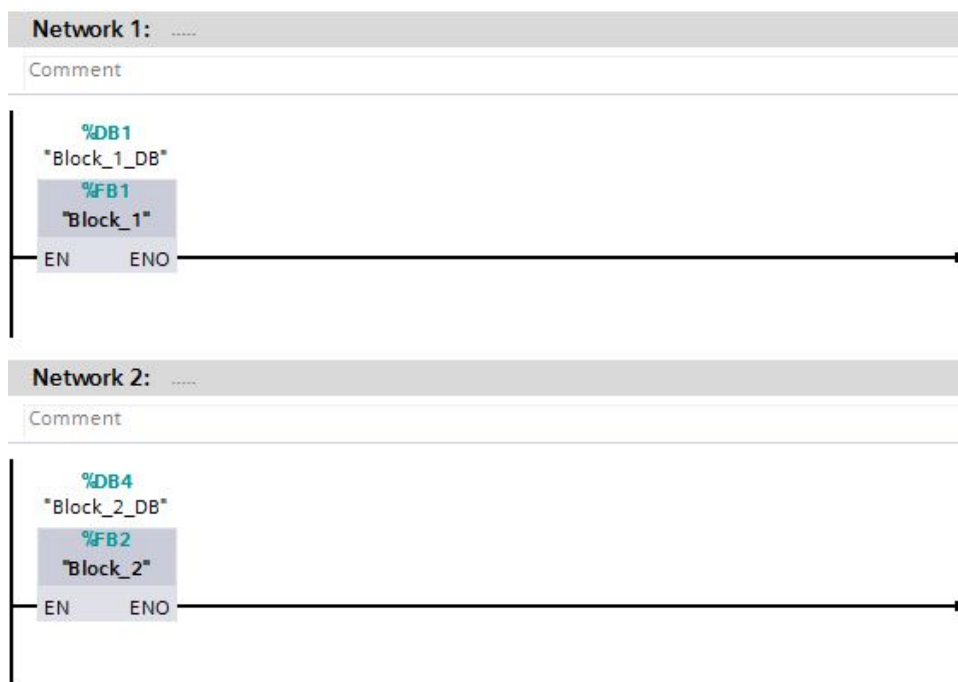 Network 1: .....
Comment
%DB1
"Block_1_DB"
%FB1
"Block_1"
EN ENO
Network 2: .....
Comment
%DB4
"Block_2_DB"
%FB2
"Block_2"
EN ENO